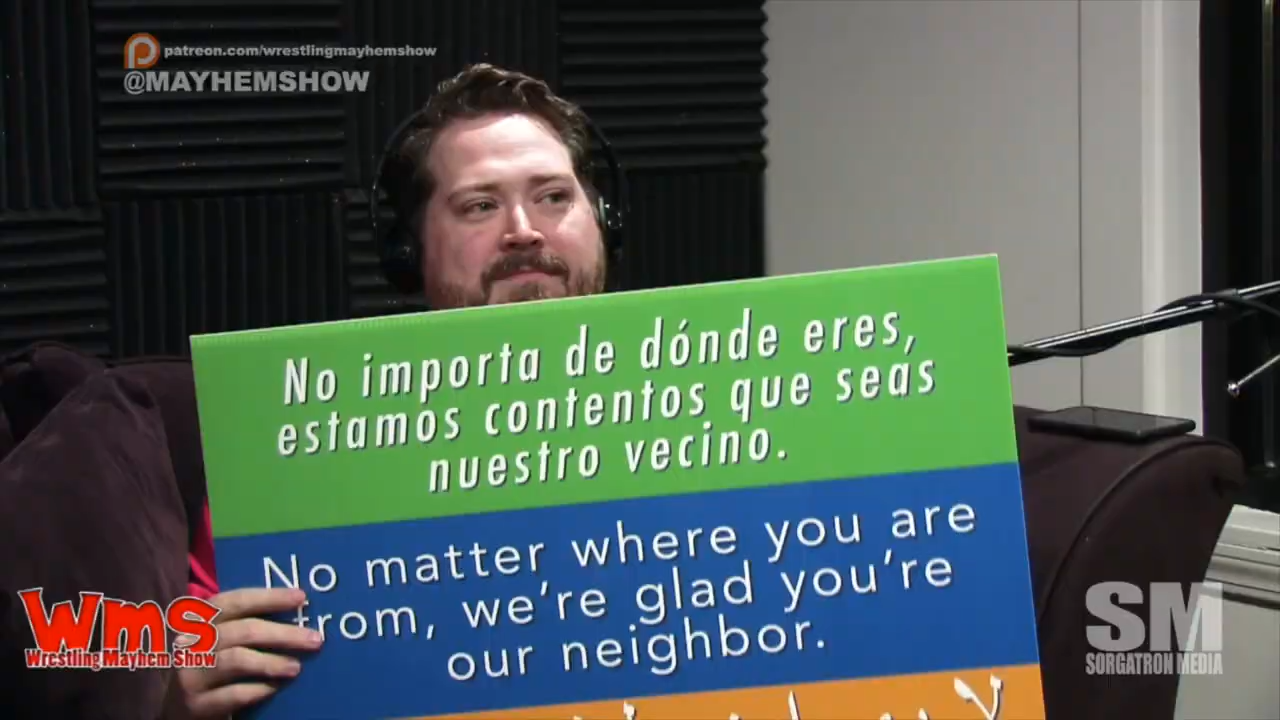 patreon.com/wrestlingmayhemshow
@MAYHEMSHOW
No importa de dónde eres,
estamos contentos que seas
nuestro vecino.
No matter where you are
from, we're glad you're
our neighbor.
wms
Wrestling Mayhem Show
SM
SORGATRON MEDIA